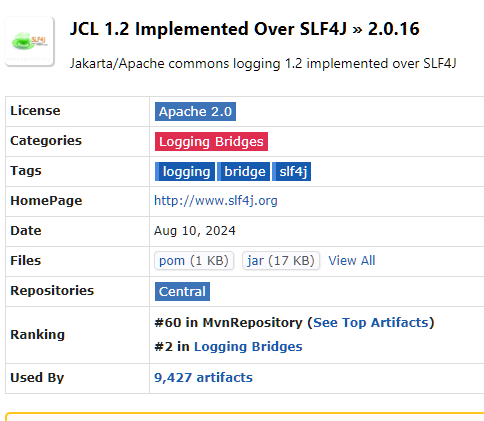 JCL 1.2 Implemented Over SLF4J » 2.0.16
Jakarta/Apache commons logging 1.2 implemented over SLF4J
License Apache 2.0
Categories Logging Bridges
Tags logging bridge slf4j
HomePage http://www.slf4j.org
Date Aug 10, 2024
Files pom (1 KB) jar (17 KB) View All
Repositories Central
Ranking #60 in MvnRepository (See Top Artifacts)
#2 in Logging Bridges
Used By 9,427 artifacts